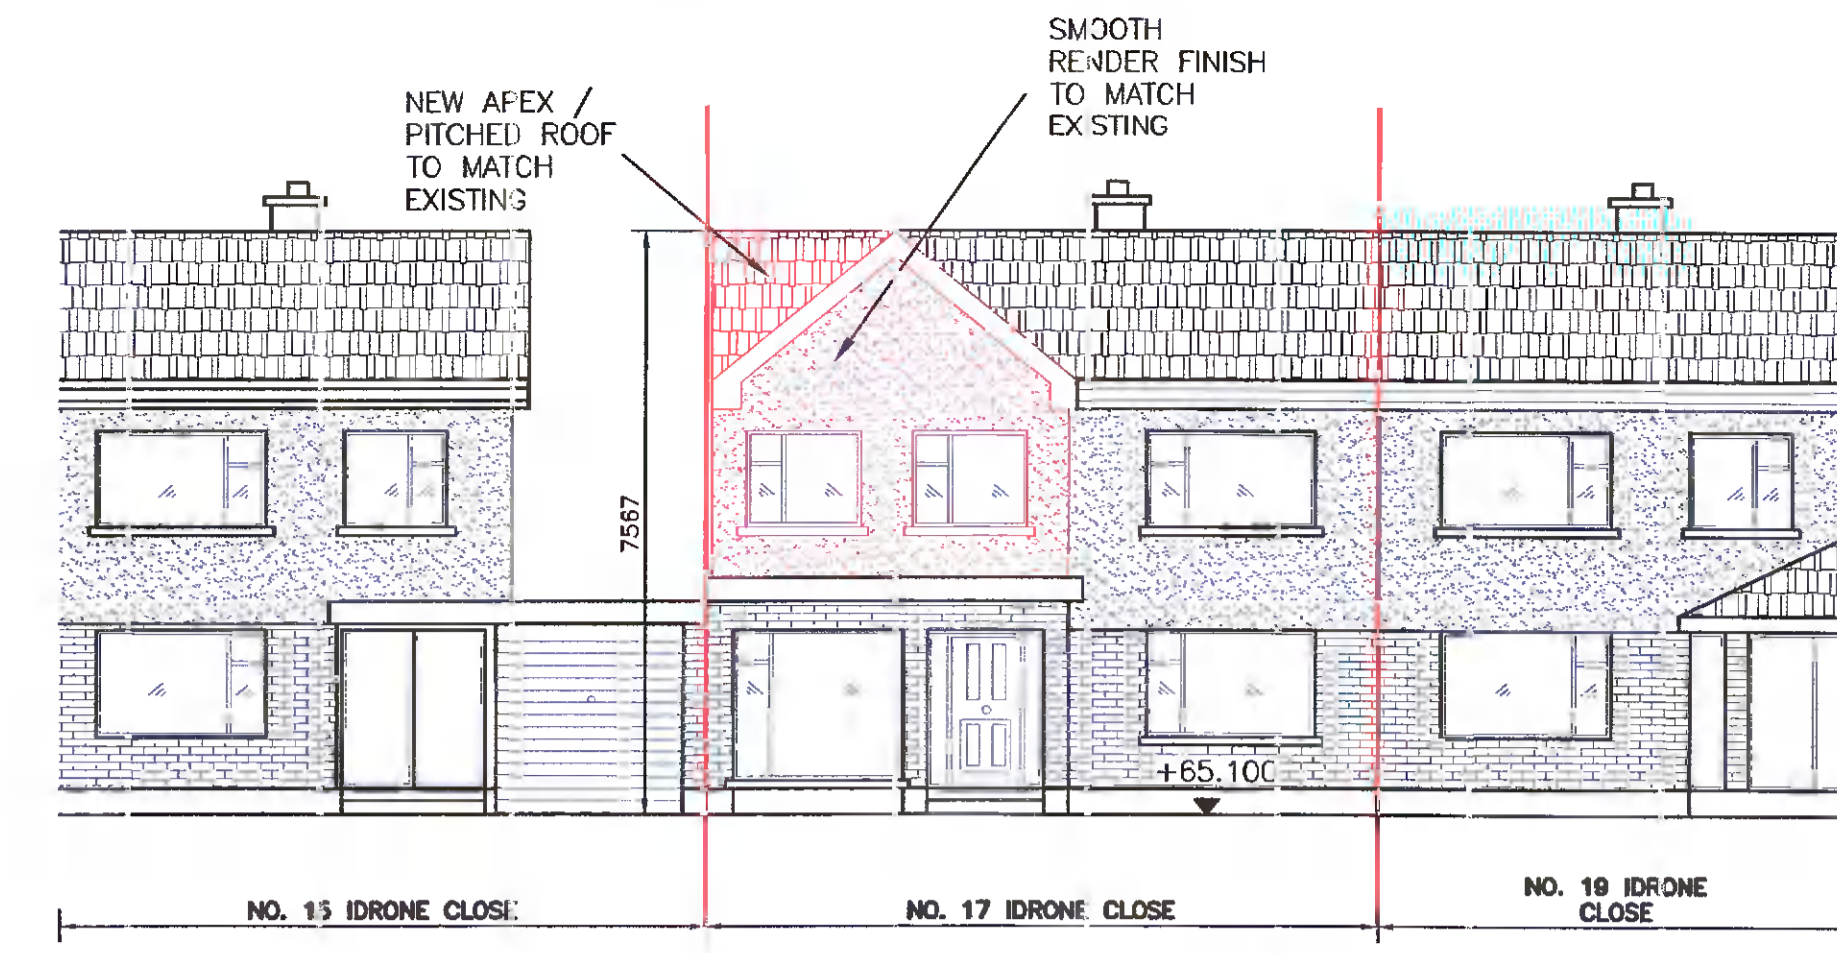 SMOOTH
RENDER FINISH
TO MATCH
EXISTING
NEW APEX /
PITCHED ROOF
TO MATCH
EXISTING
7567
+65.100
NO. 15 IDRONE CLOSE
NO. 17 IDRONE CLOSE
NO. 19 IDRONE
CLOSE